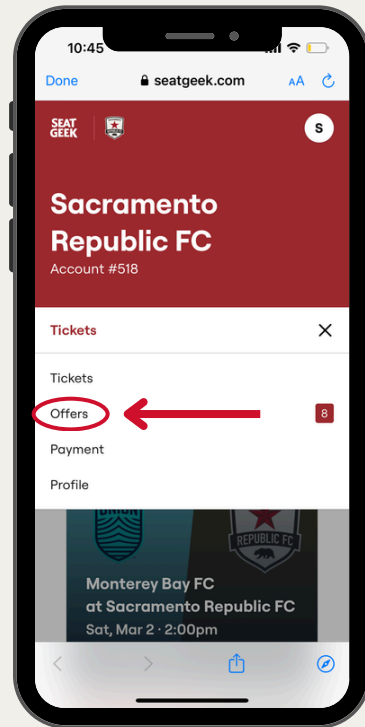 10:45
Done
seatgeek.com
AA
SEAT
GEEK
REPUBLIC
S
Sacramento
Republic FC
Account #518
Tickets
Tickets
Offers
8
Payment
Profile
UNION
REPUBLIC FC
Monterey Bay FC
at Sacramento Republic FC
Sat, Mar 2 · 2:00pm